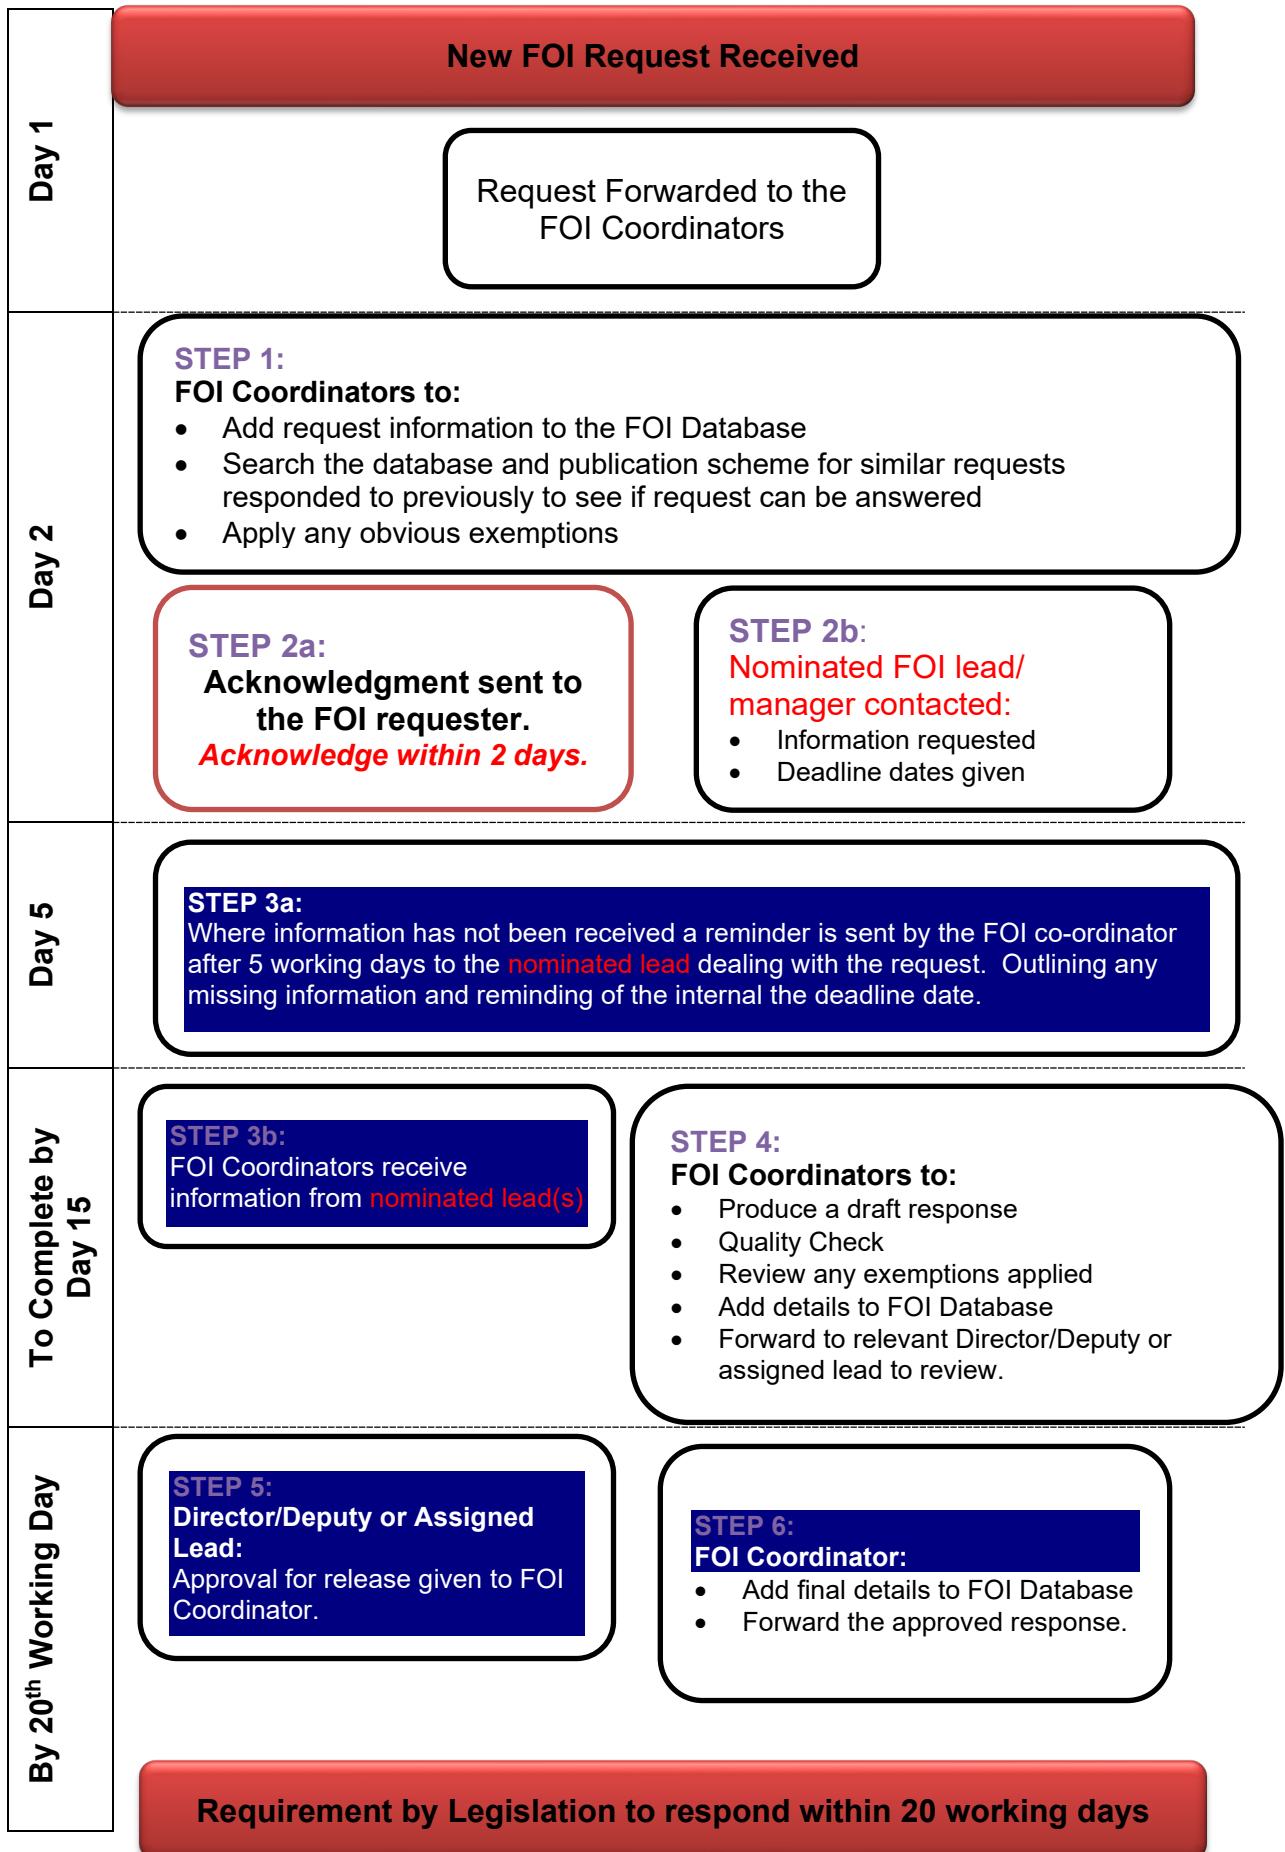 New FOI Request Received
Day 1
Request Forwarded to the
FOI Coordinators
Day 2
STEP 1:
FOI Coordinators to:
• Add request information to the FOI Database
• Search the database and publication scheme for similar requests
responded to previously to see if request can be answered
• Apply any obvious exemptions
STEP 2a:
Acknowledgment sent to
the FOI requester.
Acknowledge within 2 days.
STEP 2b:
Nominated FOI lead/
manager contacted:
• Information requested
• Deadline dates given
Day 5
STEP 3a:
Where information has not been received a reminder is sent by the FOI co-ordinator
after 5 working days to the nominated lead dealing with the request.  Outlining any
missing information and reminding of the internal the deadline date.
To Complete by
Day 15
STEP 3b:
FOI Coordinators receive
information from nominated lead(s)
STEP 4:
FOI Coordinators to:
• Produce a draft response
• Quality Check
• Review any exemptions applied
• Add details to FOI Database
• Forward to relevant Director/Deputy or
assigned lead to review.
By 20th Working Day
STEP 5:
Director/Deputy or Assigned
Lead:
Approval for release given to FOI
Coordinator.
STEP 6:
FOI Coordinator:
• Add final details to FOI Database
• Forward the approved response.
Requirement by Legislation to respond within 20 working days